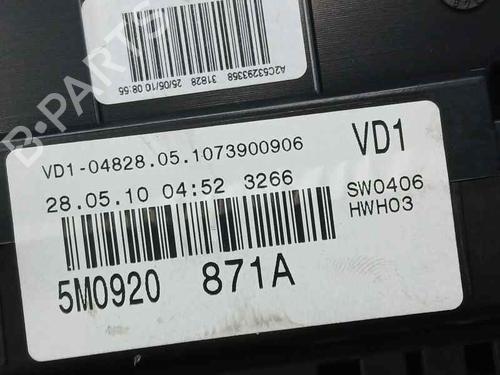 A2C53293358 31828 25/05/10 08:55
B-PARTS
VD1-04828.05.1073900906
VD1
28.05.10 04:52 3266
SW0406
HWH03
5M0920 871A